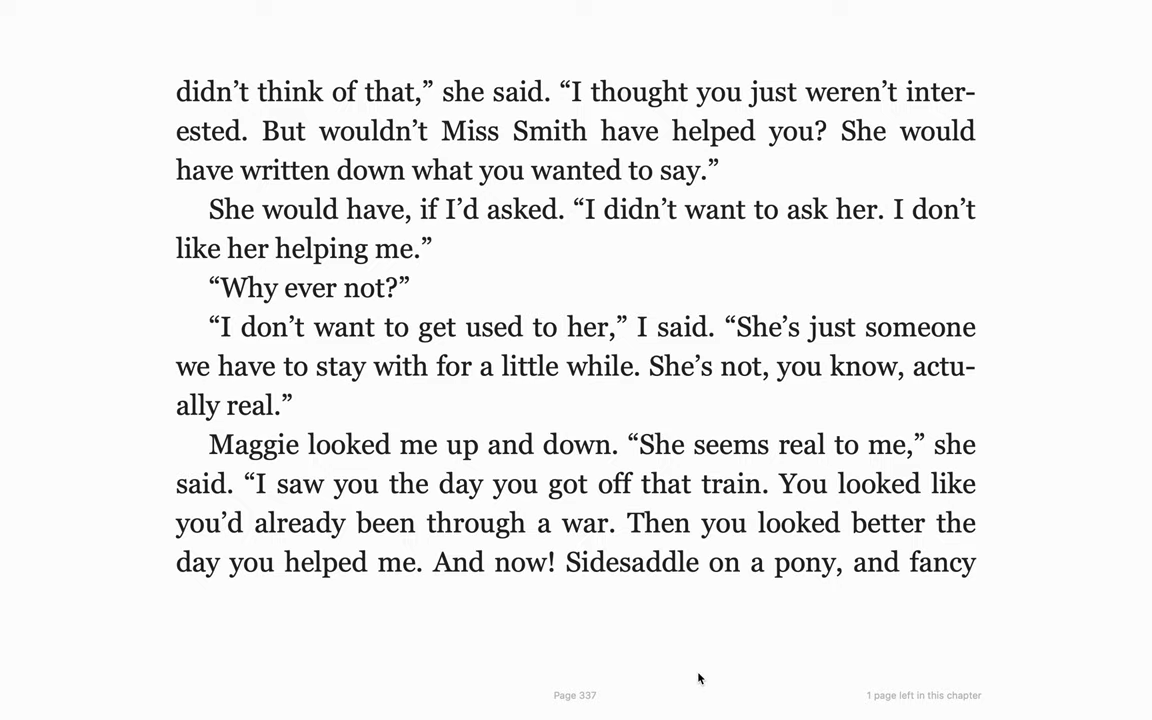 didn’t think of that,” she said. “I thought you just weren’t inter-
ested. But wouldn’t Miss Smith have helped you? She would
have written down what you wanted to say.”
She would have, if I’d asked. “I didn’t want to ask her. I don’t
like her helping me.”
“Why ever not?”
“I don’t want to get used to her,” I said. “She’s just someone
we have to stay with for a little while. She’s not, you know, actu-
ally real.”
Maggie looked me up and down. “She seems real to me,” she
said. “I saw you the day you got off that train. You looked like
you’d already been through a war. Then you looked better the
day you helped me. And now! Sidesaddle on a pony, and fancy
Page 337
1 page left in this chapter